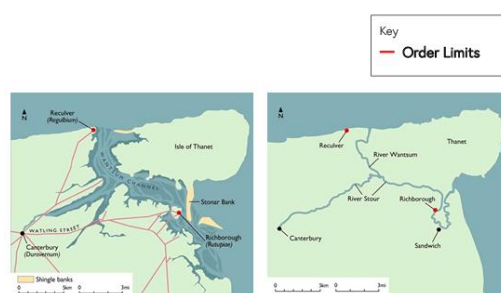 Key
Order Limits
N
Reculver
(Regulbium)
Isle of Thanet
WANTSUM CHANNEL
Stonar Bank
WATLING STREET
Richborough
(Rutupiae)
Canterbury
(Durovernum)
Shingle banks
0
5km
0
3mi
N
Reculver
Thanet
River Wantsum
River Stour
Richborough
Canterbury
Sandwich
0
5km
0
3mi